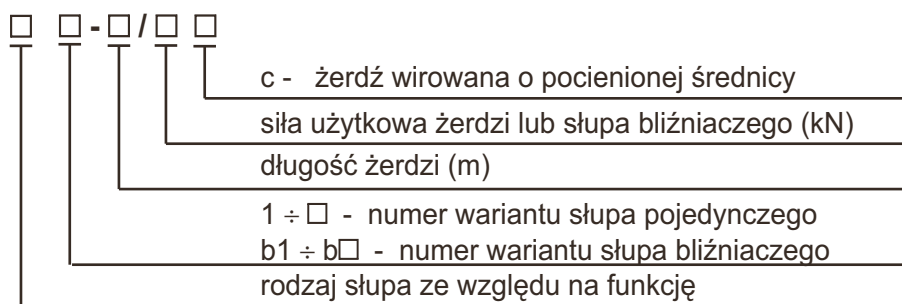 □ □ - □ / □ □
c - żerdź wirowana o pocienionej średnicy
siła użytkowa żerdzi lub słupa bliźniaczego (kN)
długość żerdzi (m)
1 ÷ □ - numer wariantu słupa pojedynczego
b1 ÷ b□ - numer wariantu słupa bliźniaczego
rodzaj słupa ze względu na funkcję